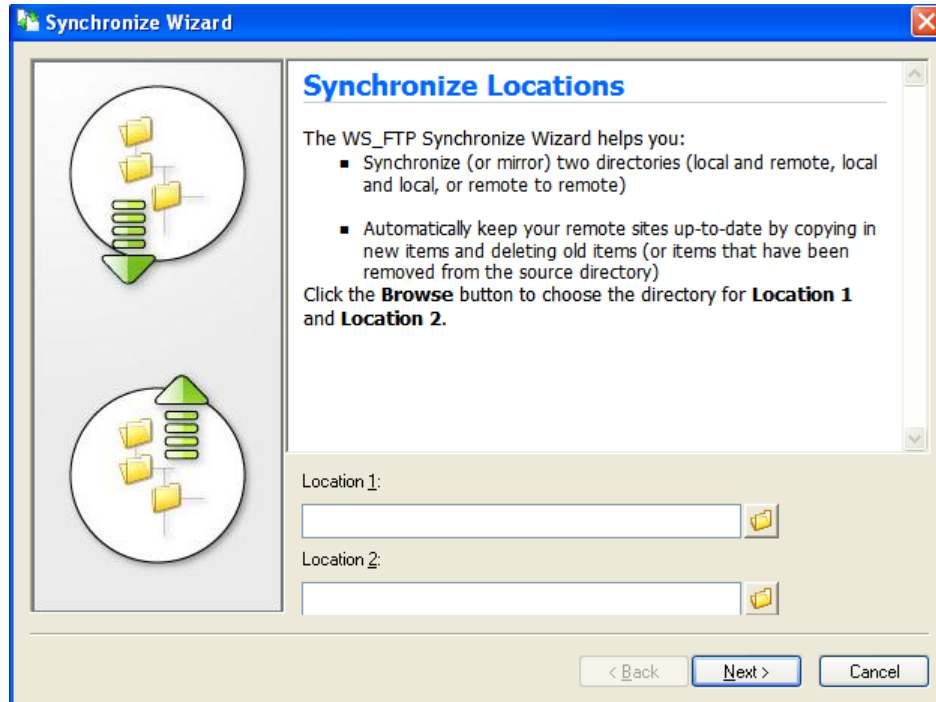 Synchronize Wizard
Synchronize Locations
The WS_FTP Synchronize Wizard helps you:
▪ Synchronize (or mirror) two directories (local and remote, local
and local, or remote to remote)
▪ Automatically keep your remote sites up-to-date by copying in
new items and deleting old items (or items that have been
removed from the source directory)
Click the Browse button to choose the directory for Location 1
and Location 2.
Location 1:
Location 2:
< Back Next > Cancel